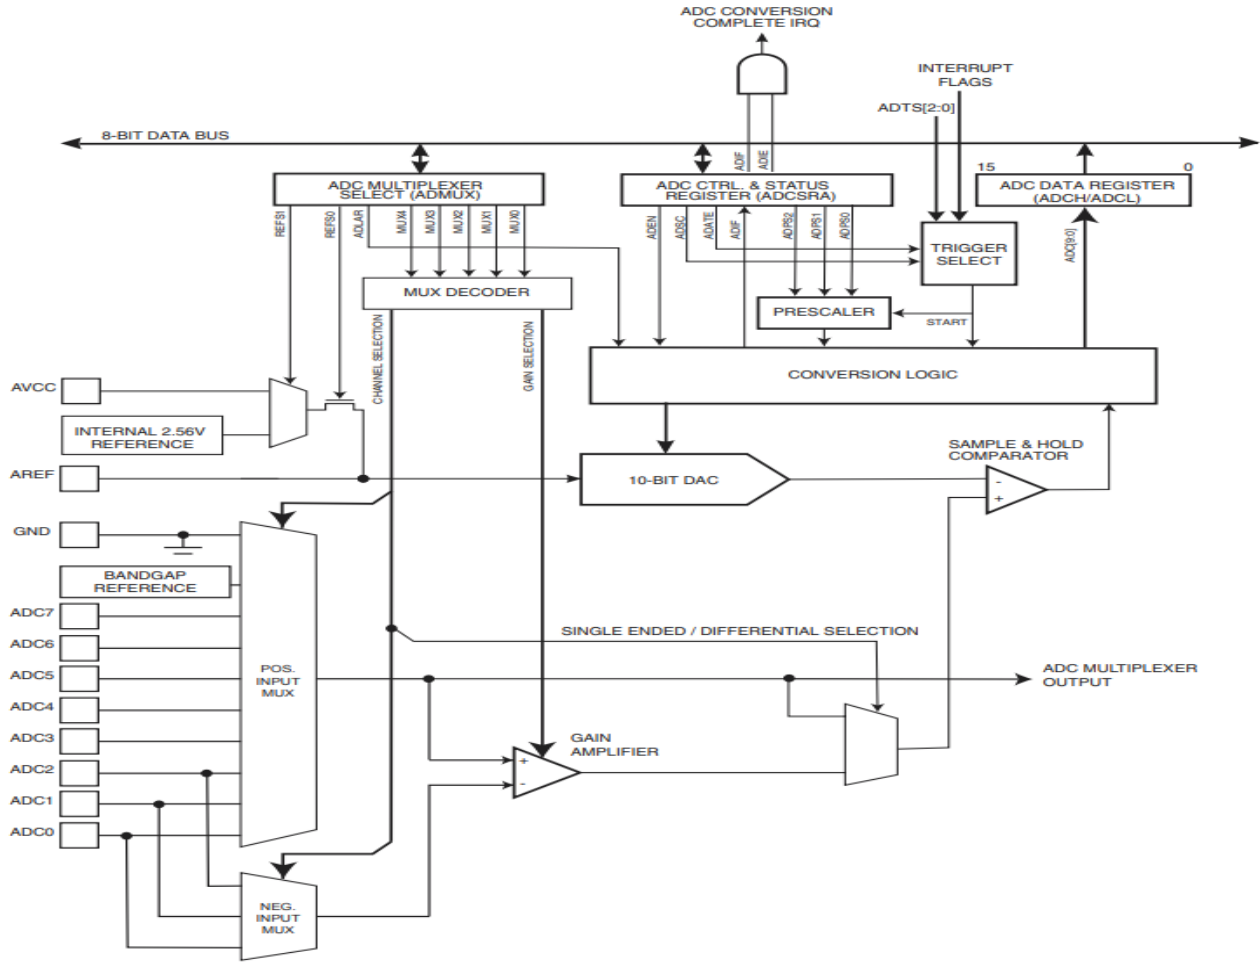 ADC CONVERSION
COMPLETE IRQ
INTERRUPT
FLAGS
ADTS[2:0]
8-BIT DATA BUS
ADIF
ADIE
15
0
ADC MULTIPLEXER
SELECT (ADMUX)
ADC CTRL. & STATUS
REGISTER (ADCSRA)
ADC DATA REGISTER
(ADCH/ADCL)
REFS1
REFS0
ADLAR
MUX4
MUX3
MUX2
MUX1
MUX0
ADEN
ADSC
ADATE
ADIF
ADPS2
ADPS1
ADPS0
TRIGGER
SELECT
ADC[9:0]
MUX DECODER
PRESCALER
START
CHANNEL SELECTION
GAIN SELECTION
CONVERSION LOGIC
AVCC
INTERNAL 2.56V
REFERENCE
SAMPLE & HOLD
COMPARATOR
AREF
10-BIT DAC
-
+
GND
BANDGAP
REFERENCE
ADC7
SINGLE ENDED / DIFFERENTIAL SELECTION
ADC6
ADC5
POS.
INPUT
MUX
ADC MULTIPLEXER
OUTPUT
ADC4
ADC3
GAIN
AMPLIFIER
+
-
ADC2
ADC1
ADC0
NEG.
INPUT
MUX